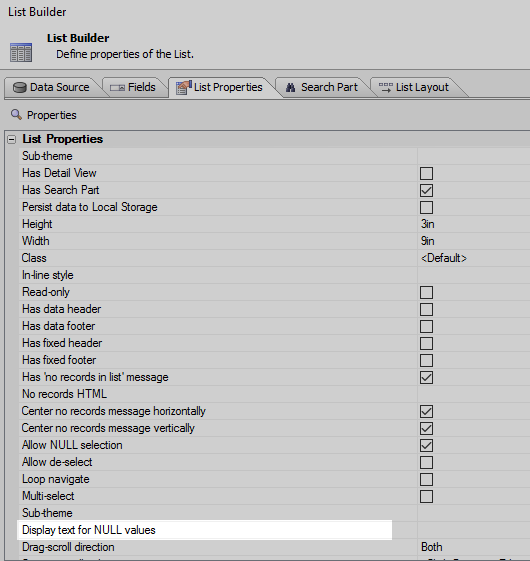 List Builder
List Builder
Define properties of the List.
Data Source Fields List Properties Search Part List Layout
Properties
List Properties
Sub-theme
Has Detail View
Has Search Part
Persist data to Local Storage
Height 3in
Width 9in
Class <Default>
In-line style
Read-only
Has data header
Has data footer
Has fixed header
Has fixed footer
Has 'no records in list' message
No records HTML
Center no records message horizontally
Center no records message vertically
Allow NULL selection
Allow de-select
Loop navigate
Multi-select
Sub-theme
Display text for NULL values
Drag-scroll direction Both